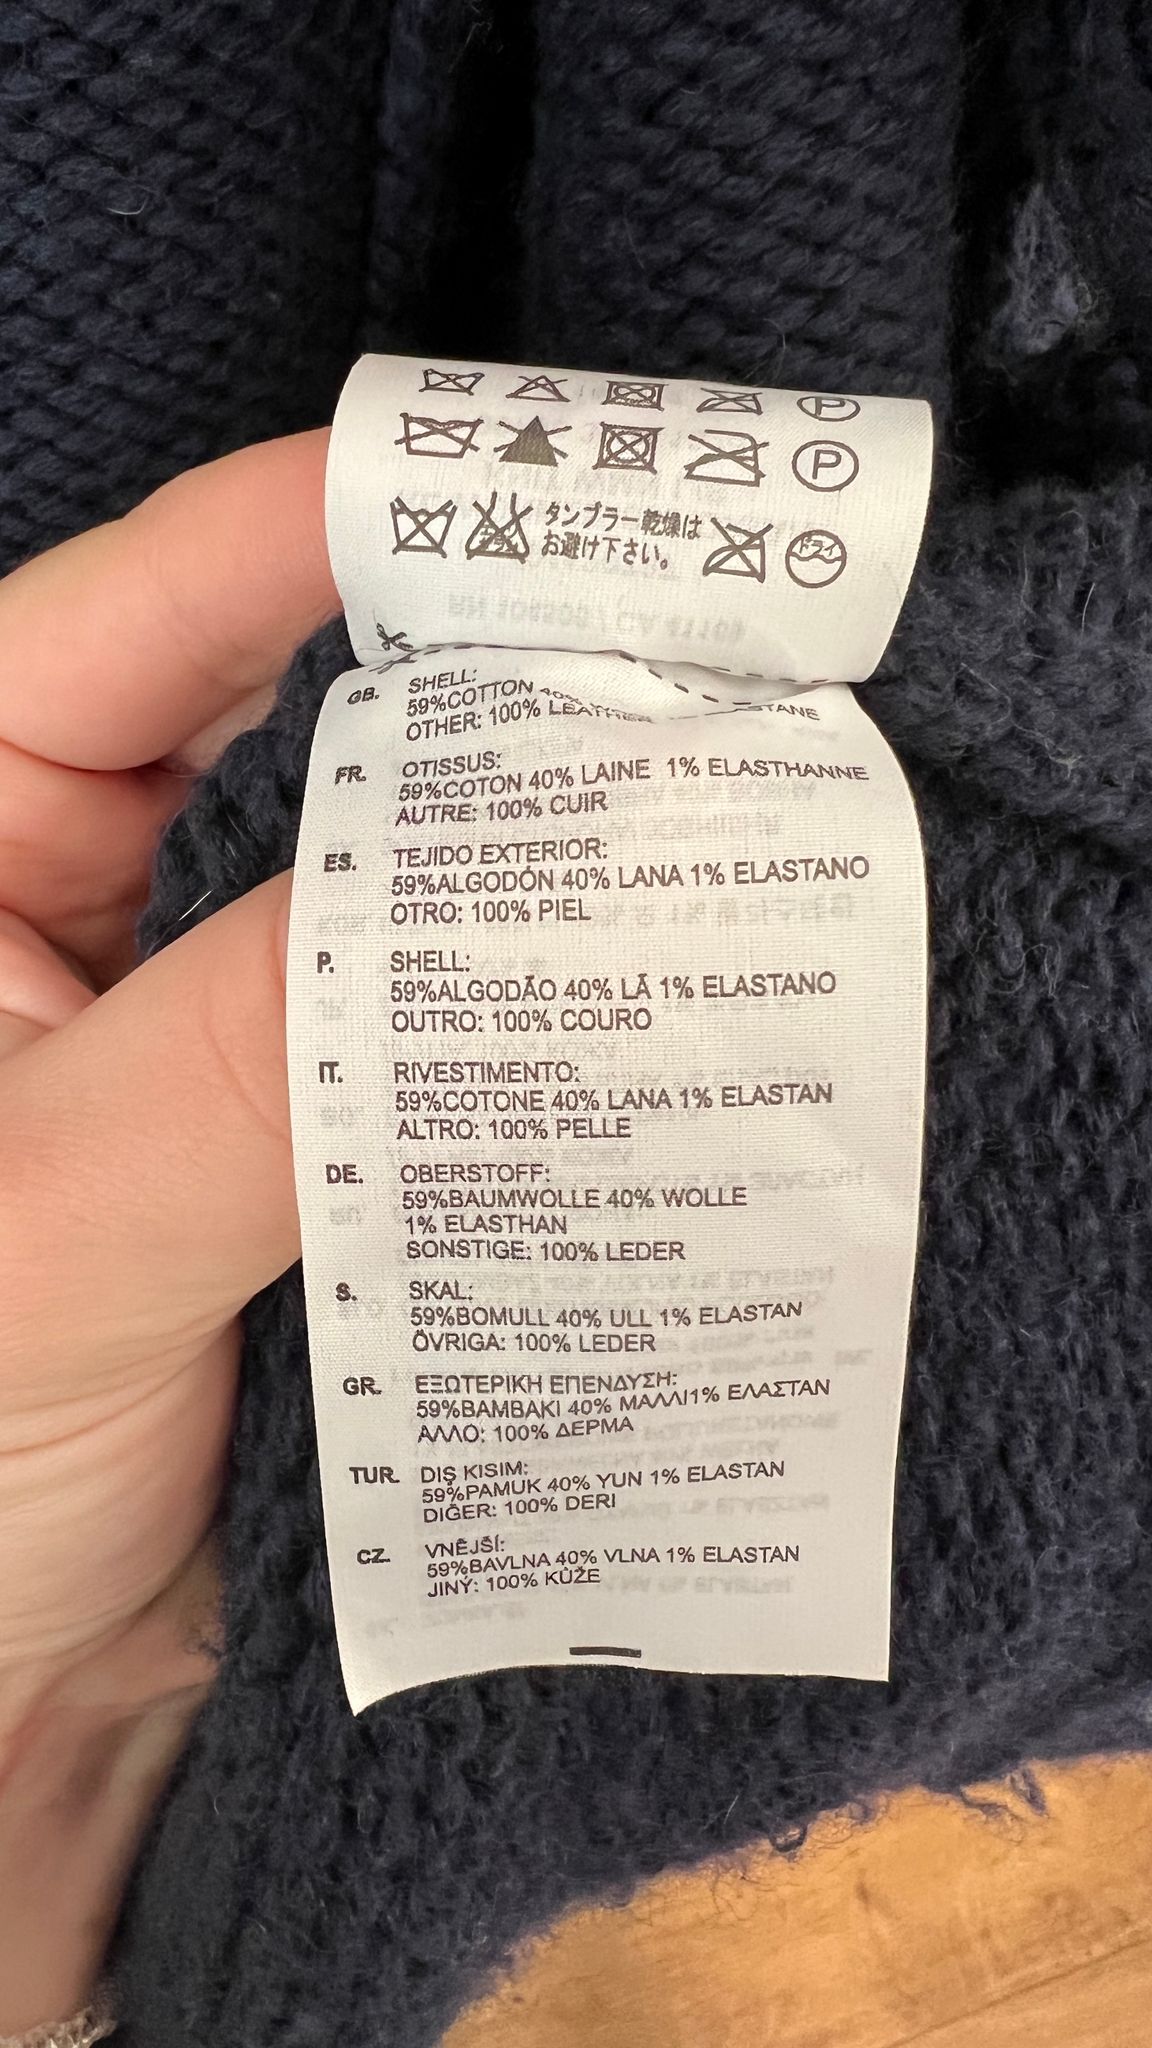 P
P
タンブラー乾燥は
お避け下さい。
ドライ
GB. SHELL:
59%COTTON 40%
OTHER: 100% LEATHER
FR. OTISSUS:
59%COTON 40% LAINE 1% ELASTHANNE
AUTRE: 100% CUIR
ES. TEJIDO EXTERIOR:
59%ALGODÓN 40% LANA 1% ELASTANO
OTRO: 100% PIEL
P. SHELL:
59%ALGODÃO 40% LÃ 1% ELASTANO
OUTRO: 100% COURO
IT. RIVESTIMENTO:
59%COTONE 40% LANA 1% ELASTAN
ALTRO: 100% PELLE
DE. OBERSTOFF:
59%BAUMWOLLE 40% WOLLE
1% ELASTHAN
SONSTIGE: 100% LEDER
S. SKAL:
59%BOMULL 40% ULL 1% ELASTAN
ÖVRIGA: 100% LEDER
GR. ΕΞΩΤΕΡΙΚΗ ΕΠΕΝΔΥΣΗ:
59%ΒΑΜΒΑΚΙ 40% ΜΑΛΛΙ1% ΕΛΑΣΤΑΝ
ΑΛΛΟ: 100% ΔΕΡΜΑ
TUR. DIŞ KISIM:
59%PAMUK 40% YUN 1% ELASTAN
DIĞER: 100% DERI
CZ. VNĚJŠÍ:
59%BAVLNA 40% VLNA 1% ELASTAN
JINÝ: 100% KŮŽE